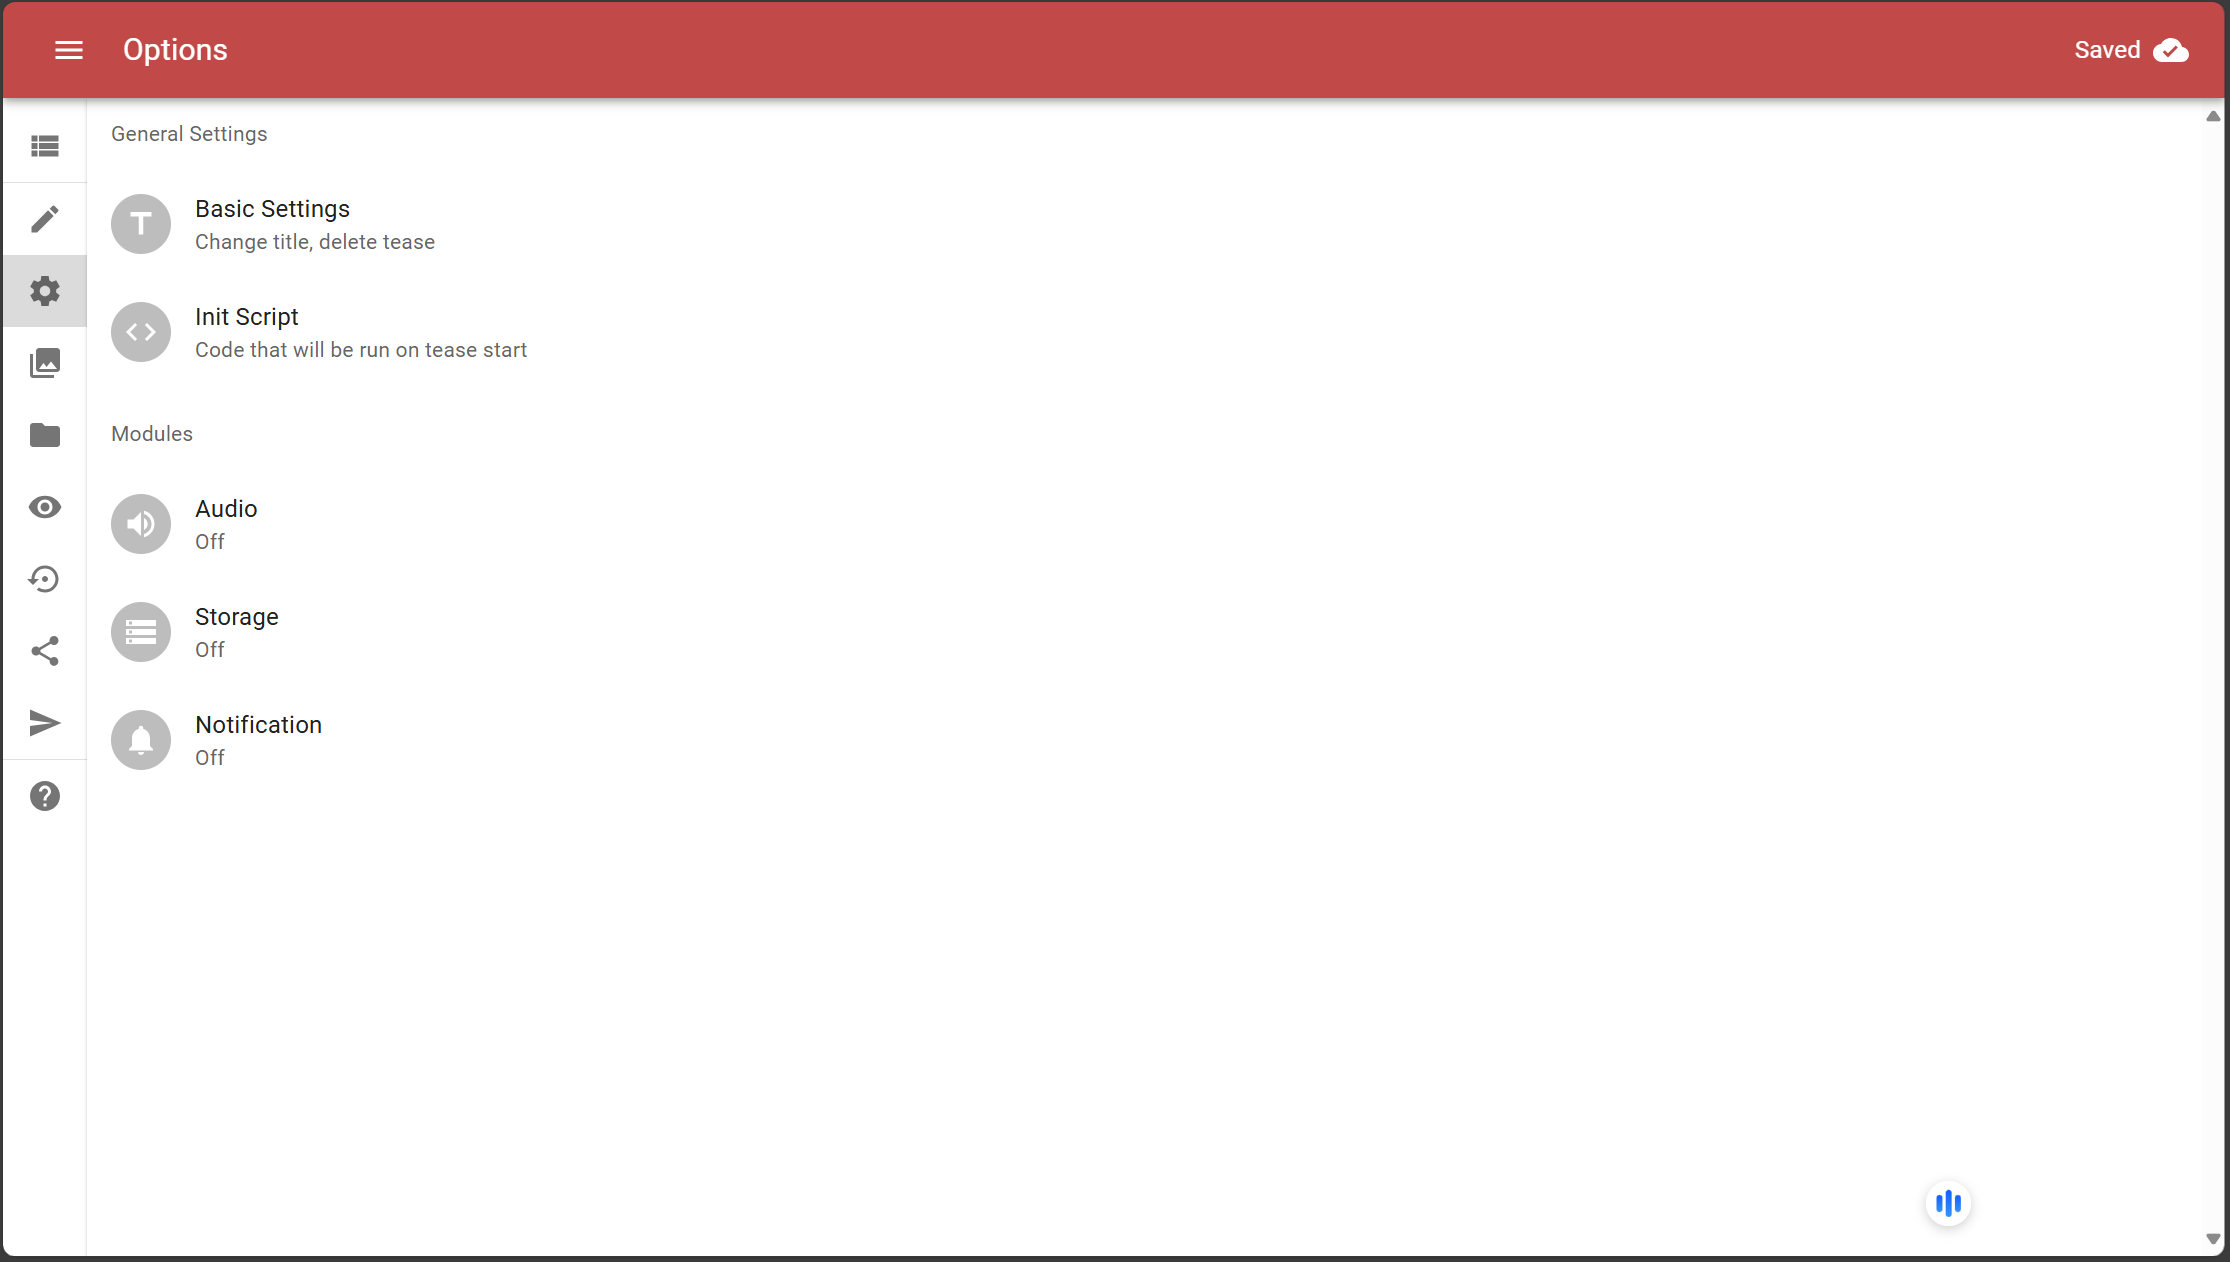 Options
Saved
General Settings
Basic Settings
Change title, delete tease
Init Script
Code that will be run on tease start
Modules
Audio
Off
Storage
Off
Notification
Off